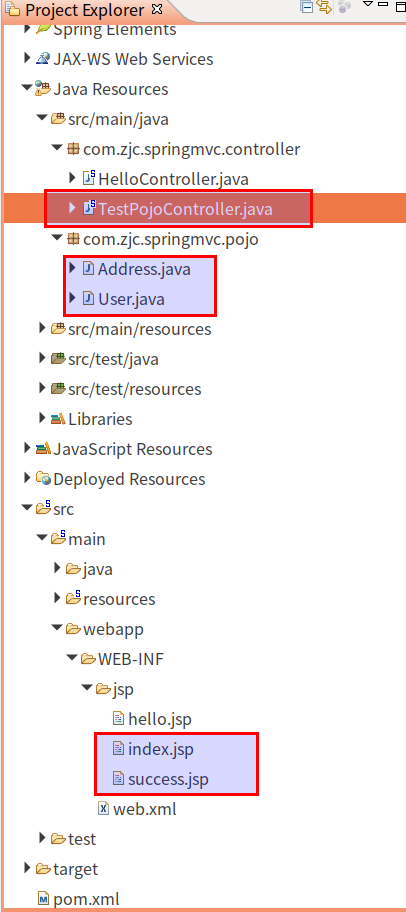 Project Explorer
Spring Elements
JAX-WS Web Services
Java Resources
src/main/java
com.zjc.springmvc.controller
HelloController.java
TestPojoController.java
com.zjc.springmvc.pojo
Address.java
User.java
src/main/resources
src/test/java
src/test/resources
Libraries
JavaScript Resources
Deployed Resources
src
main
java
resources
webapp
WEB-INF
jsp
hello.jsp
index.jsp
success.jsp
web.xml
test
target
pom.xml